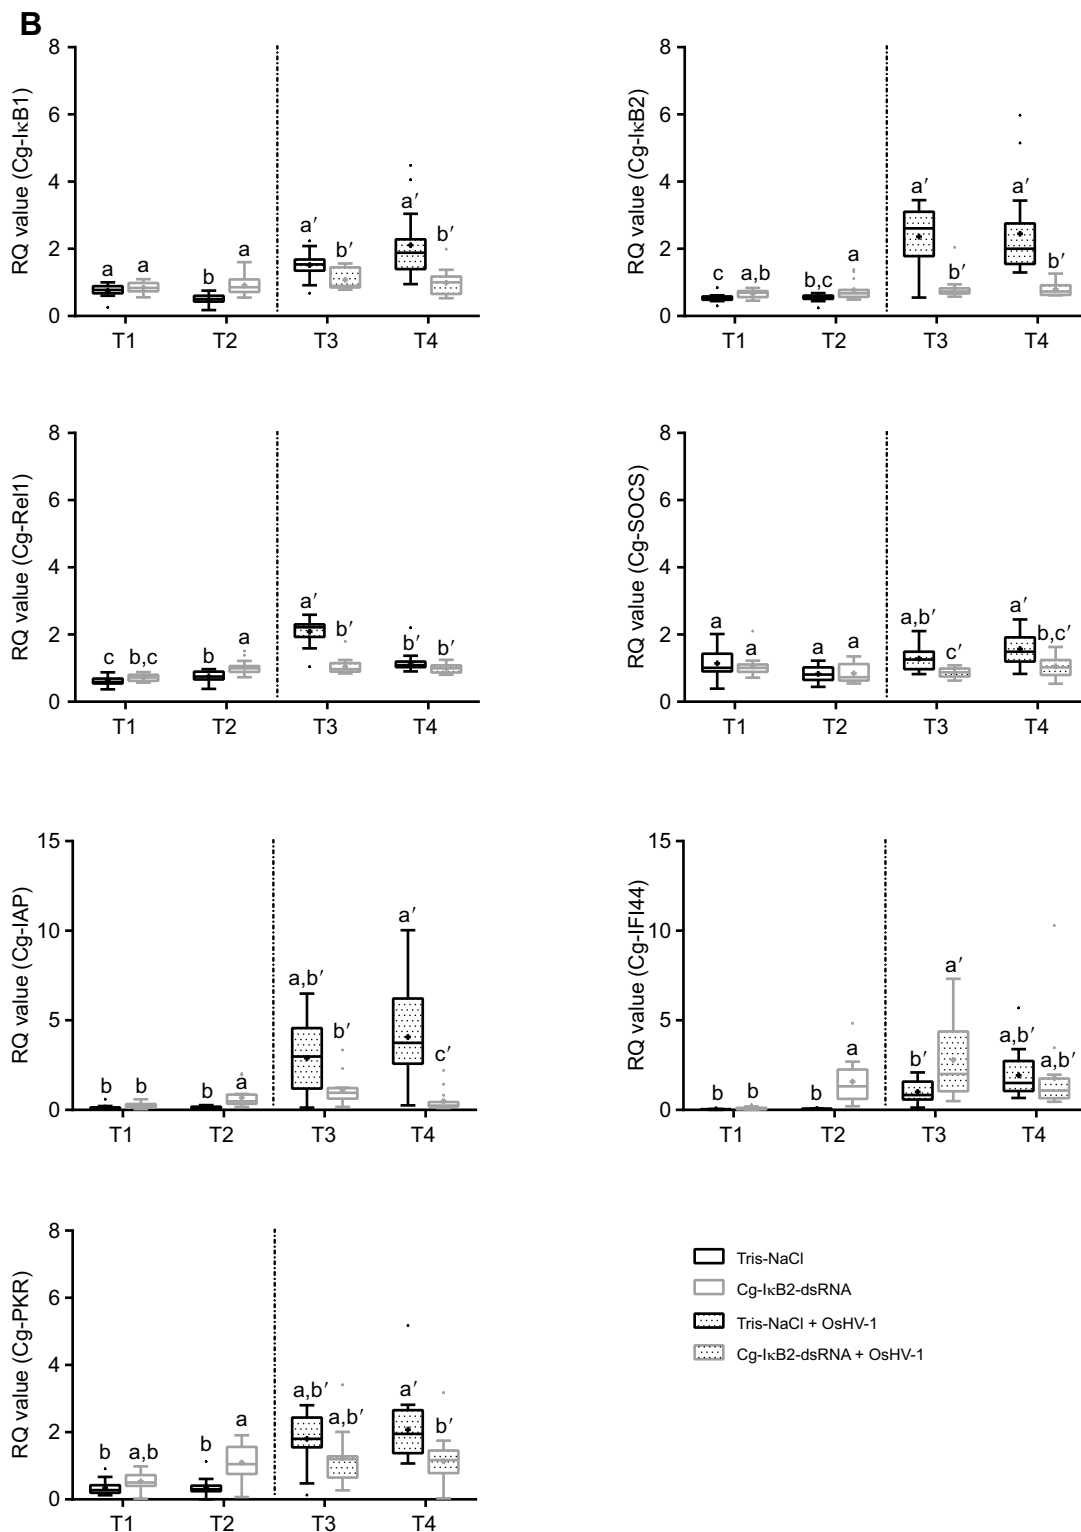 B
RQ value (Cg-IκB1)
8
6
4
2
0
a
a
b
a
a′
b′
a′
b′
T1
T2
T3
T4
RQ value (Cg-IκB2)
8
6
4
2
0
c
a,b
b,c
a
a′
b′
a′
b′
T1
T2
T3
T4
RQ value (Cg-Rel1)
8
6
4
2
0
c
b,c
b
a
a′
b′
b′
b′
T1
T2
T3
T4
RQ value (Cg-SOCS)
8
6
4
2
0
a
a
a
a
a,b′
c′
a′
b,c′
T1
T2
T3
T4
RQ value (Cg-IAP)
15
10
5
0
b
b
b
a
a,b′
b′
a′
c′
T1
T2
T3
T4
RQ value (Cg-IFI44)
15
10
5
0
b
b
b
a
b′
a′
a,b′
a,b′
T1
T2
T3
T4
RQ value (Cg-PKR)
8
6
4
2
0
b
a,b
b
a
a,b′
a,b′
a′
b′
T1
T2
T3
T4
Tris-NaCl
Cg-IκB2-dsRNA
Tris-NaCl + OsHV-1
Cg-IκB2-dsRNA + OsHV-1